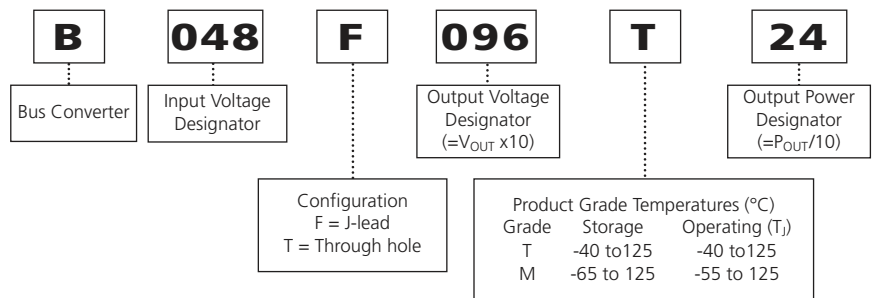 B 048 F 096 T 24
Bus Converter
Input Voltage
Designator
Output Voltage
Designator
(=VOUT x10)
Output Power
Designator
(=POUT/10)
Configuration
F = J-lead
T = Through hole
Product Grade Temperatures (°C)
Grade Storage Operating (TJ)
T -40 to125 -40 to125
M -65 to 125 -55 to 125